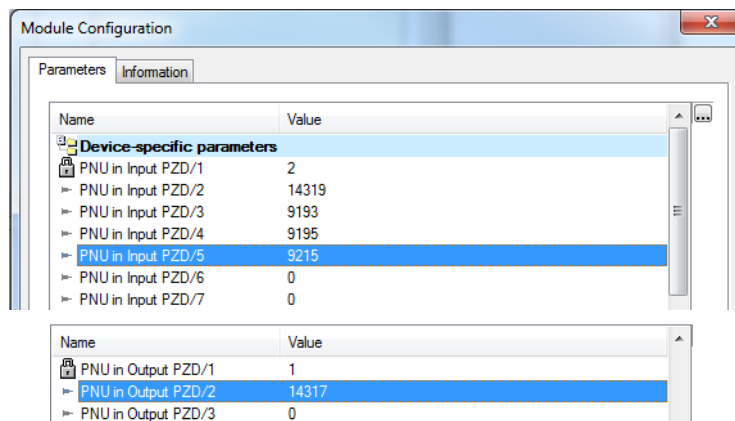 Module Configuration
Parameters Information
Name Value
Device-specific parameters
PNU in Input PZD/1 2
PNU in Input PZD/2 14319
PNU in Input PZD/3 9193
PNU in Input PZD/4 9195
PNU in Input PZD/5 9215
PNU in Input PZD/6 0
PNU in Input PZD/7 0
Name Value
PNU in Output PZD/1 1
PNU in Output PZD/2 14317
PNU in Output PZD/3 0